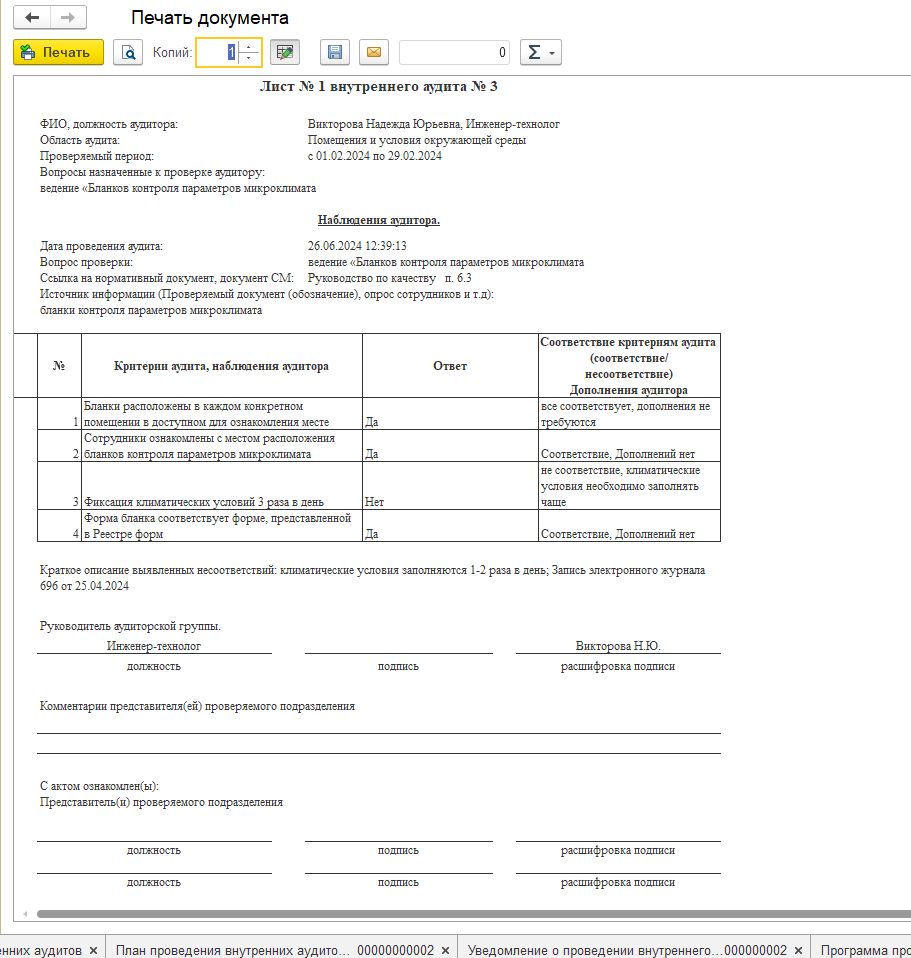 Печать документа
Печать Копий: 1 0 Σ
Лист № 1 внутреннего аудита № 3
ФИО, должность аудитора: Викторова Надежда Юрьевна, Инженер-технолог
Область аудита: Помещения и условия окружающей среды
Проверяемый период: с 01.02.2024 по 29.02.2024
Вопросы назначенные к проверке аудитору:
ведение «Бланков контроля параметров микроклимата
Наблюдения аудитора.
Дата проведения аудита: 26.06.2024 12:39:13
Вопрос проверки: ведение «Бланков контроля параметров микроклимата
Ссылка на нормативный документ, документ СМ: Руководство по качеству п. 6.3
Источник информации (Проверяемый документ (обозначение), опрос сотрудников и т.д):
бланки контроля параметров микроклимата
№ Критерии аудита, наблюдения аудитора Ответ
Соответствие критериям аудита
(соответствие/
несоответствие)
Дополнения аудитора
Бланки расположены в каждом конкретном
1 помещении в доступном для ознакомления месте Да
все соответствует, дополнения не
требуются
Сотрудники ознакомлены с местом расположения
2 бланков контроля параметров микроклимата Да Соответствие, Дополнений нет
3 Фиксация климатических условий 3 раза в день Нет
не соответствие, климатические
условия необходимо заполнять
чаще
Форма бланка соответствует форме, представленной
4 в Реестре форм Да Соответствие, Дополнений нет
Краткое описание выявленных несоответствий: климатические условия заполняются 1-2 раза в день; Запись электронного журнала
696 от 25.04.2024
Руководитель аудиторской группы.
Инженер-технолог Викторова Н.Ю.
должность подпись расшифровка подписи
Комментарии представителя(ей) проверяемого подразделения
С актом ознакомлен(ы):
Представитель(и) проверяемого подразделения
должность подпись расшифровка подписи
должность подпись расшифровка подписи
енних аудитов × План проведения внутренних аудито... 00000000002 × Уведомление о проведении внутреннего...000000002 × Программа про